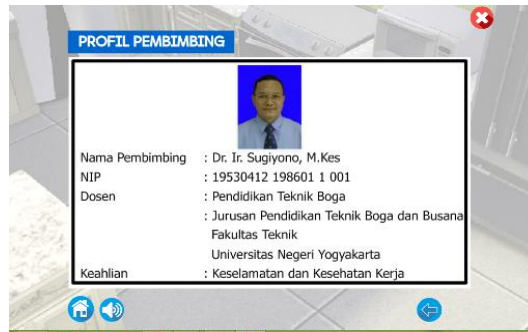 PROFIL PEMBIMBING
Nama Pembimbing : Dr. Ir. Sugiyono, M.Kes
NIP : 19530412 198601 1 001
Dosen : Pendidikan Teknik Boga
: Jurusan Pendidikan Teknik Boga dan Busana
Fakultas Teknik
Universitas Negeri Yogyakarta
Keahlian : Keselamatan dan Kesehatan Kerja